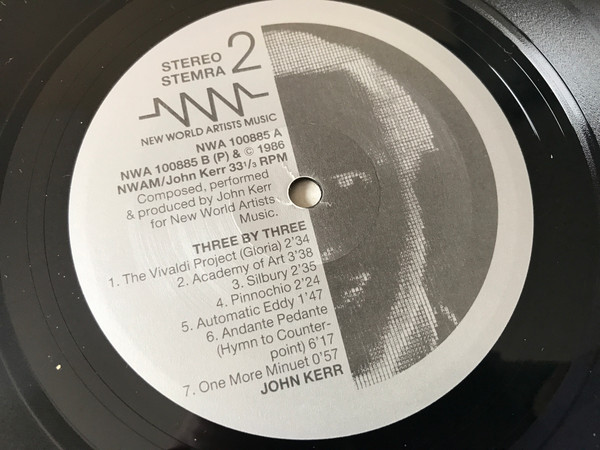 STEREO 2
STEMRA
NEW WORLD ARTISTS MUSIC
NWA 100885 A
NWA 100885 B (P) & © 1986
NWAM/John Kerr 33 1/3 RPM
Composed, performed
& produced by John Kerr
for New World Artists
Music.
THREE BY THREE
1. The Vivaldi Project (Gloria) 2'34
2. Academy of Art 3'38
3. Silbury 2'35
4. Pinnochio 2'24
5. Automatic Eddy 1'47
6. Andante Pedante
(Hymn to Counter-
point) 6'17
7. One More Minuet 0'57
JOHN KERR